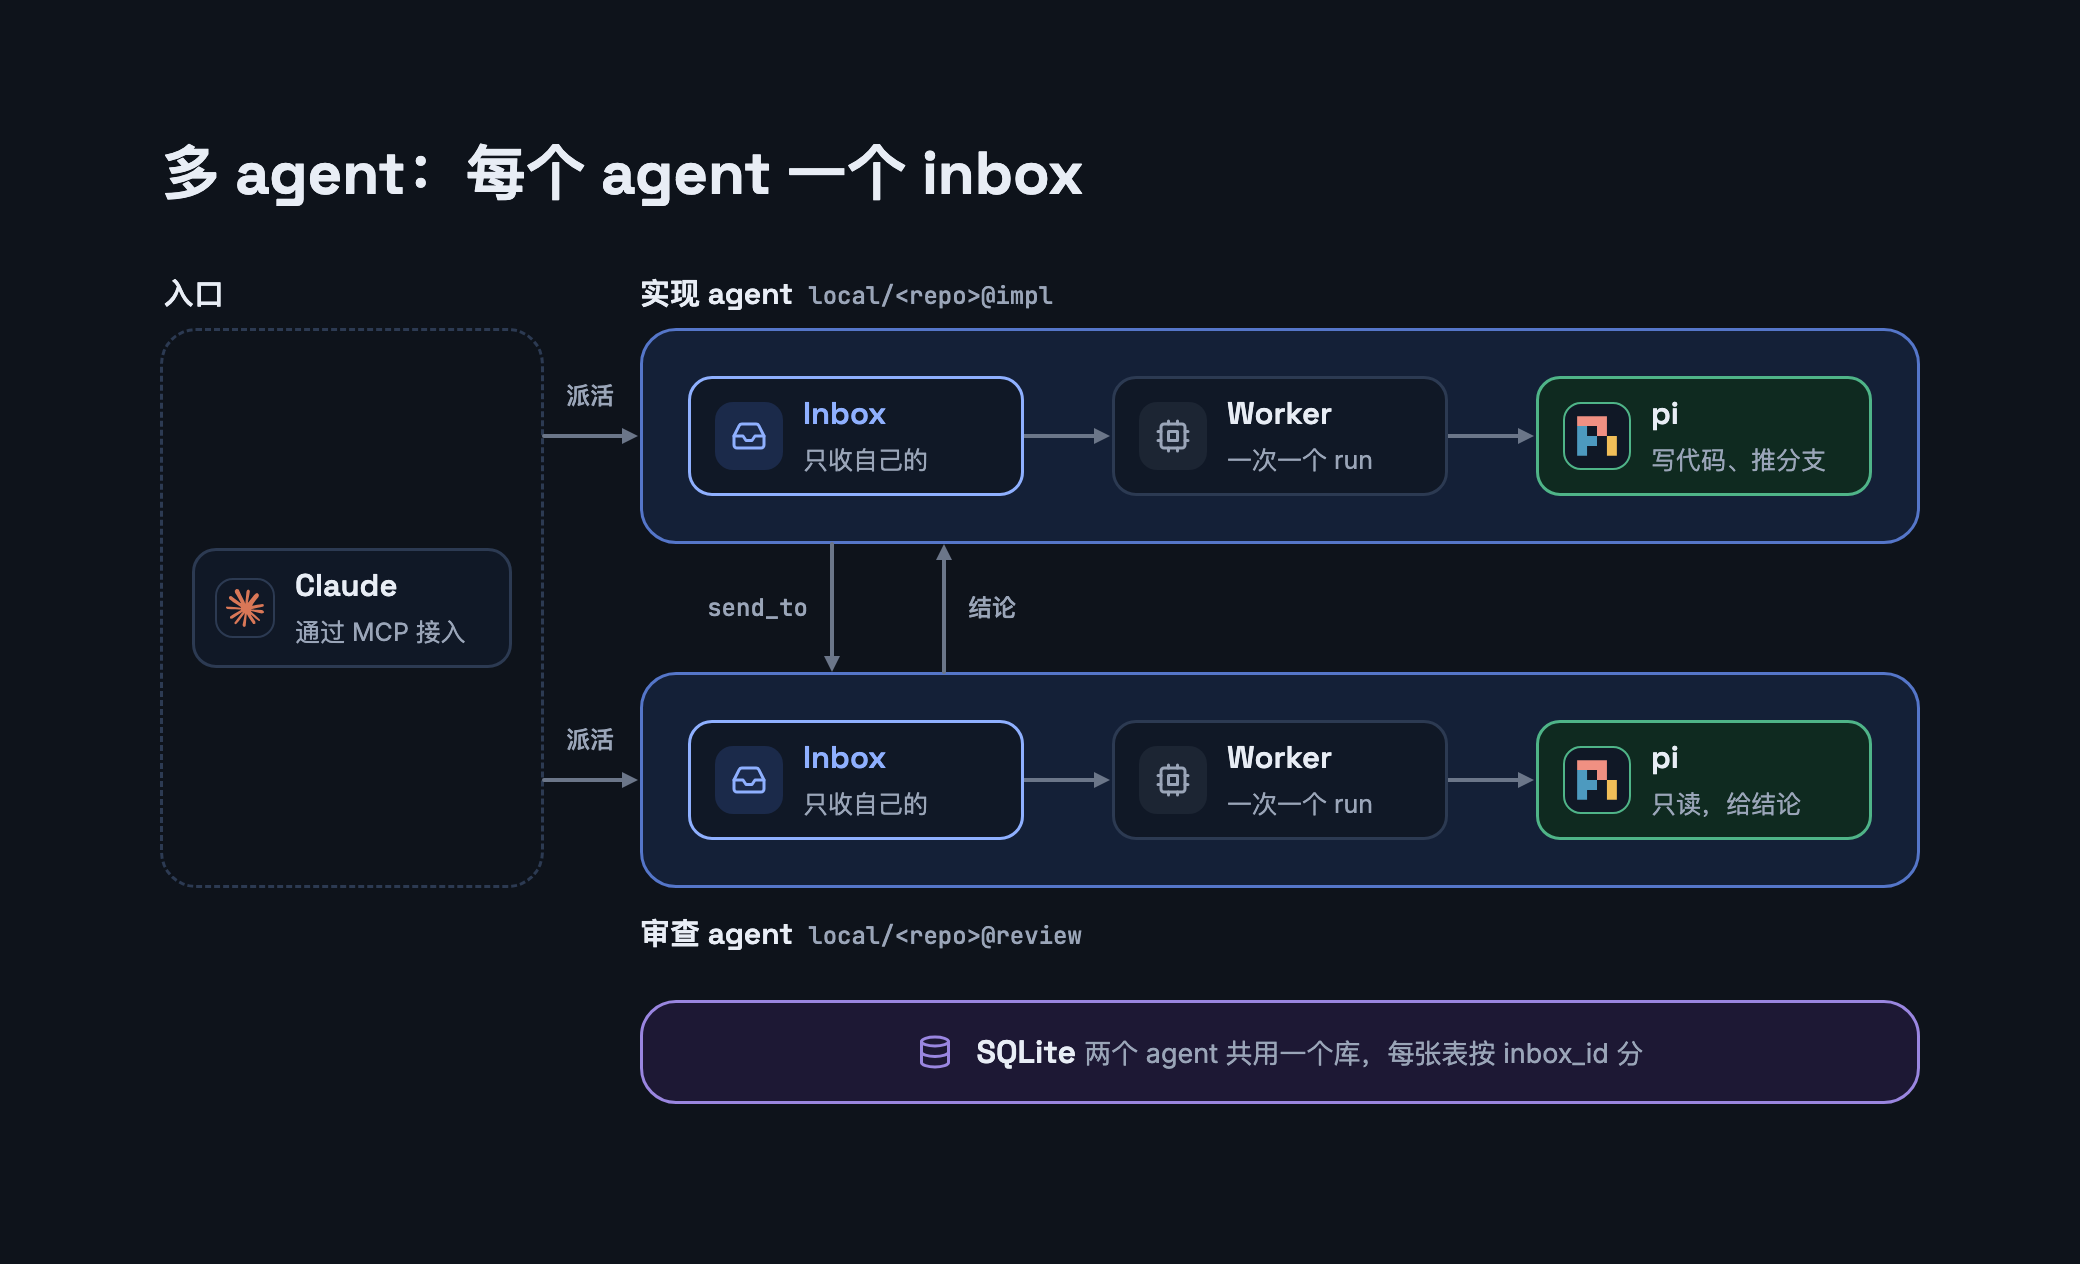 多 agent：每个 agent 一个 inbox
入口
实现 agent local/<repo>@impl
派活
Inbox
只收自己的
Worker
一次一个 run
pi
写代码、推分支
Claude
通过 MCP 接入
send_to
结论
派活
Inbox
只收自己的
Worker
一次一个 run
pi
只读，给结论
审查 agent local/<repo>@review
SQLite 两个 agent 共用一个库，每张表按 inbox_id 分